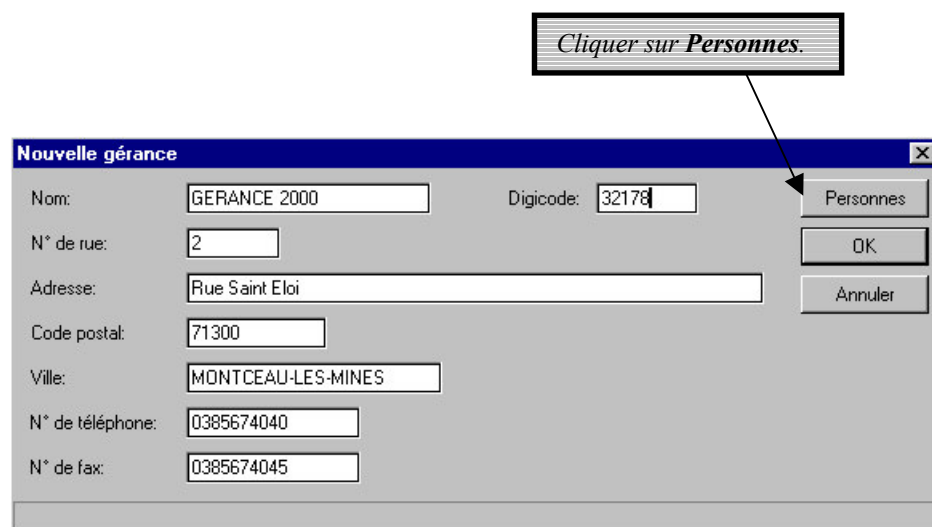 Cliquer sur Personnes.
Nouvelle gérance
Nom: GERANCE 2000 Digicode: 32178 Personnes
N° de rue: 2 OK
Adresse: Rue Saint Eloi Annuler
Code postal: 71300
Ville: MONTCEAU-LES-MINES
N° de téléphone: 0385674040
N° de fax: 0385674045